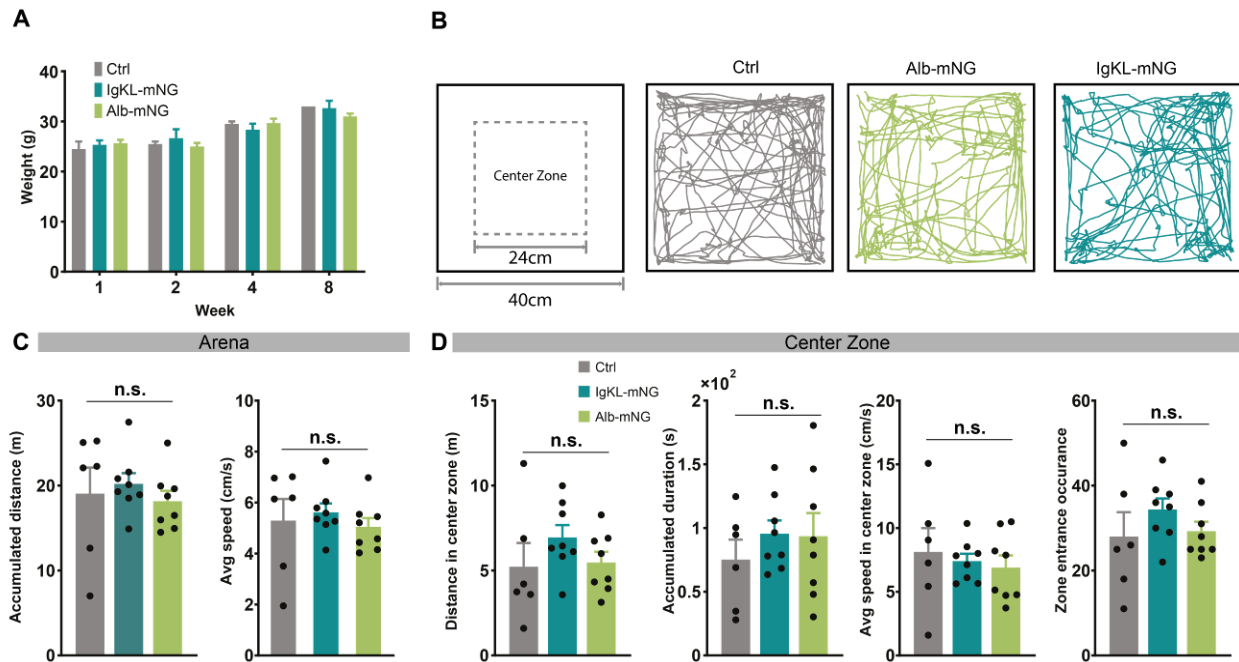 A
Ctrl
IgKL-mNG
Alb-mNG
40
30
20
10
0
Weight (g)
1 2 4 8
Week
B
Center Zone
24cm
40cm
Ctrl
Alb-mNG
IgKL-mNG
C
Arena
Accumulated distance (m)
30
20
10
0
n.s.
Avg speed (cm/s)
10
8
6
4
2
0
n.s.
D
Center Zone
Ctrl
IgKL-mNG
Alb-mNG
Distance in center zone (m)
15
10
5
0
n.s.
×10²
Accumulated duration (s)
2
1.5
1
0.5
0
n.s.
Avg speed in center zone (cm/s)
20
15
10
5
0
n.s.
Zone entrance occurance
60
40
20
0
n.s.